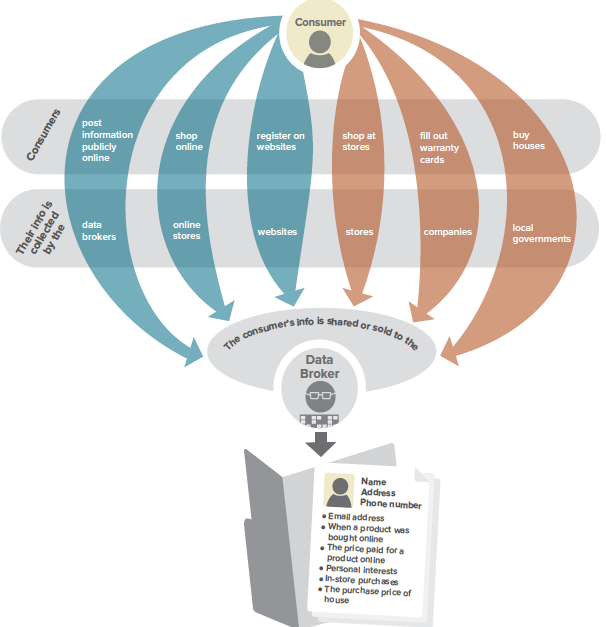 Consumer
Consumers
post
information
publicly
online
shop
online
register on
websites
shop at
stores
fill out
warranty
cards
buy
houses
Their info is
collected
by the
data
brokers
online
stores
websites
stores
companies
local
governments
The consumer's info is shared or sold to the
Data
Broker
Name
Address
Phone number
• Email address
• When a product was
bought online
• The price paid for a
product online
• Personal interests
• In-store purchases
• The purchase price of
house